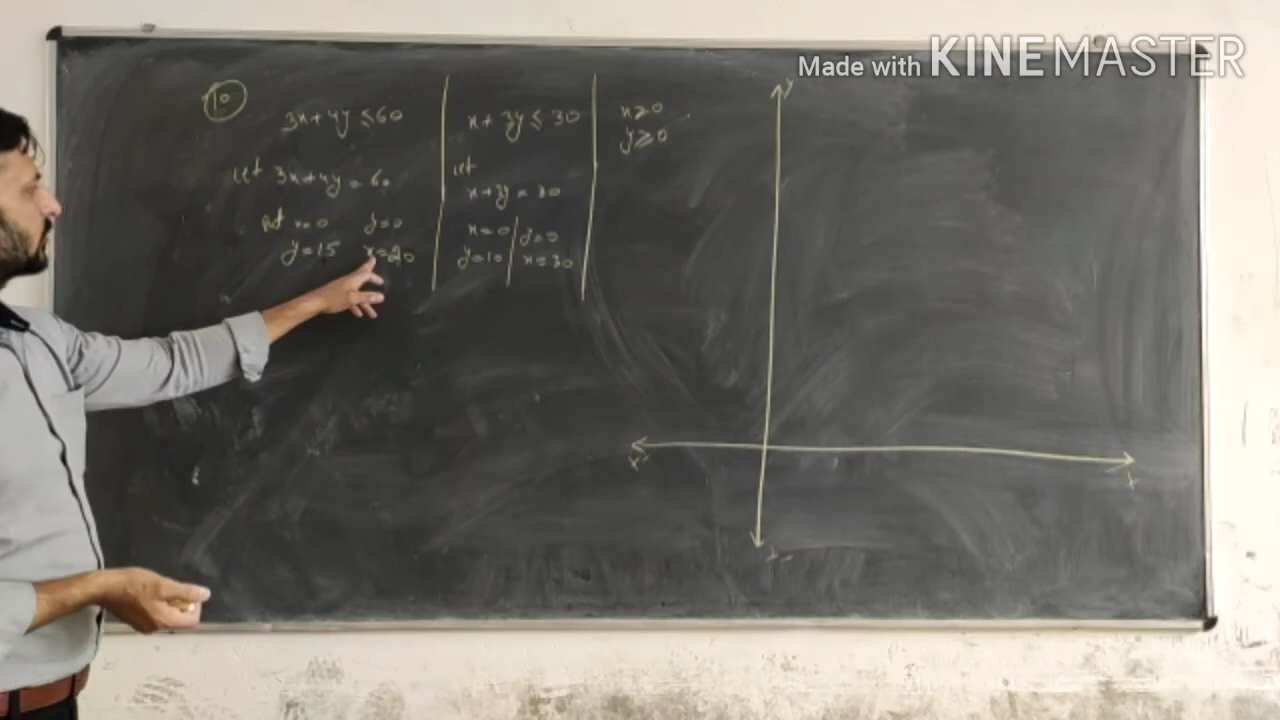 Made with KINEMASTER
10
3x+4y ≤ 60
let 3x+4y = 60
Put x=0 y=0
y=15 x=20
x+3y ≤ 30
let
x+3y = 30
x=0 y=0
y=10 x=30
x≥0
y≥0
y
x'
x